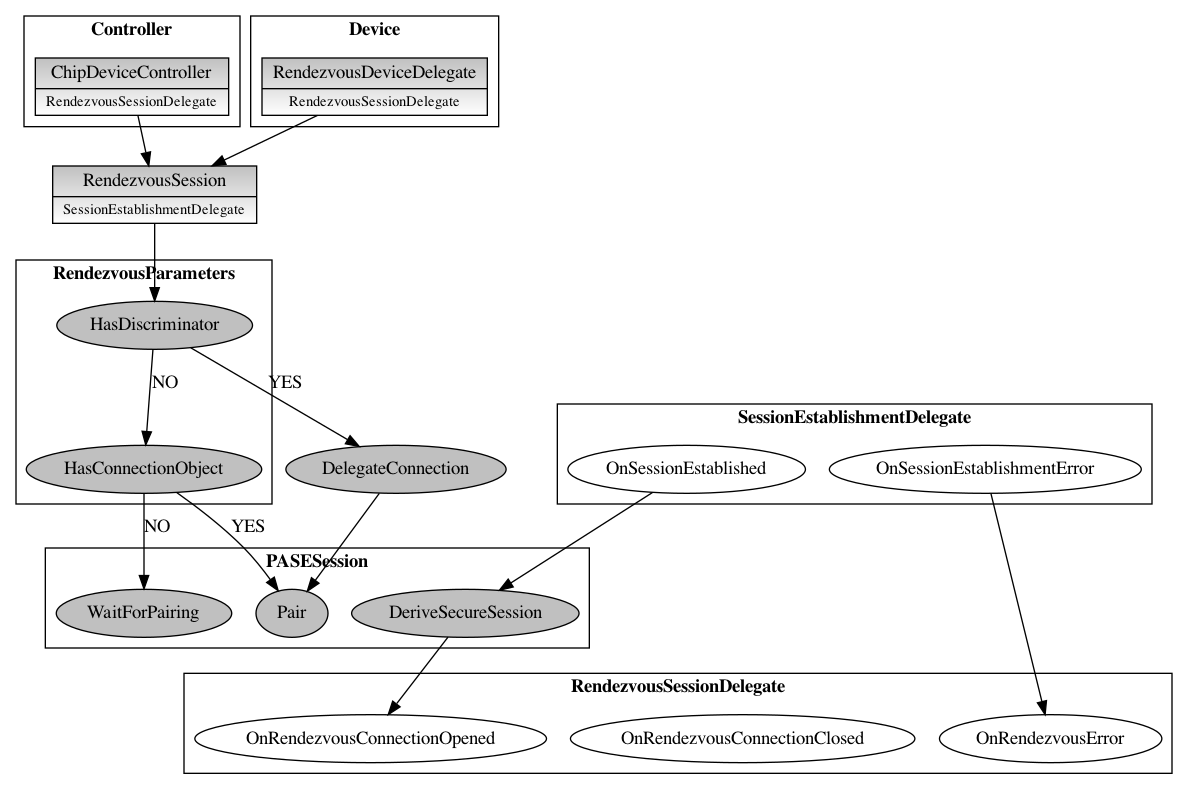 Controller
Device
ChipDeviceController
RendezvousSessionDelegate
RendezvousDeviceDelegate
RendezvousSessionDelegate
RendezvousSession
SessionEstablishmentDelegate
RendezvousParameters
HasDiscriminator
NO
YES
SessionEstablishmentDelegate
HasConnectionObject
DelegateConnection
OnSessionEstablished
OnSessionEstablishmentError
NO
YES
PASESession
WaitForPairing
Pair
DeriveSecureSession
RendezvousSessionDelegate
OnRendezvousConnectionOpened
OnRendezvousConnectionClosed
OnRendezvousError